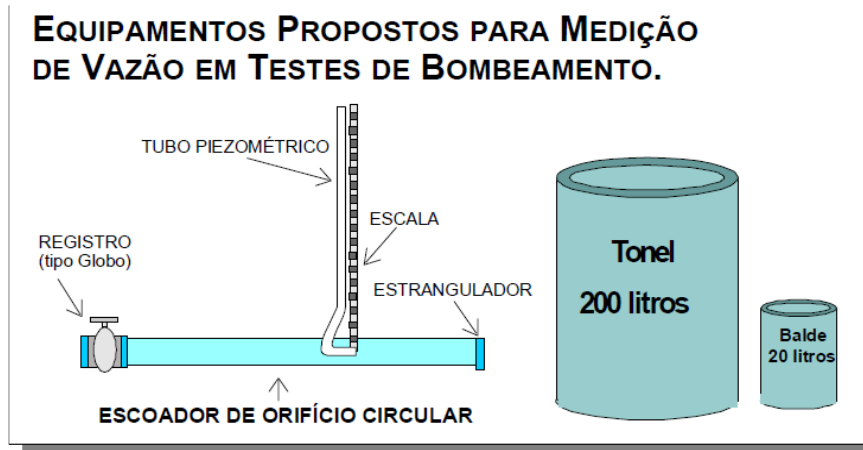 EQUIPAMENTOS PROPOSTOS PARA MEDIÇÃO
DE VAZÃO EM TESTES DE BOMBEAMENTO.
TUBO PIEZOMÉTRICO
ESCALA
REGISTRO
(tipo Globo)
ESTRANGULADOR
ESCOADOR DE ORIFÍCIO CIRCULAR
Tonel
200 litros
Balde
20 litros